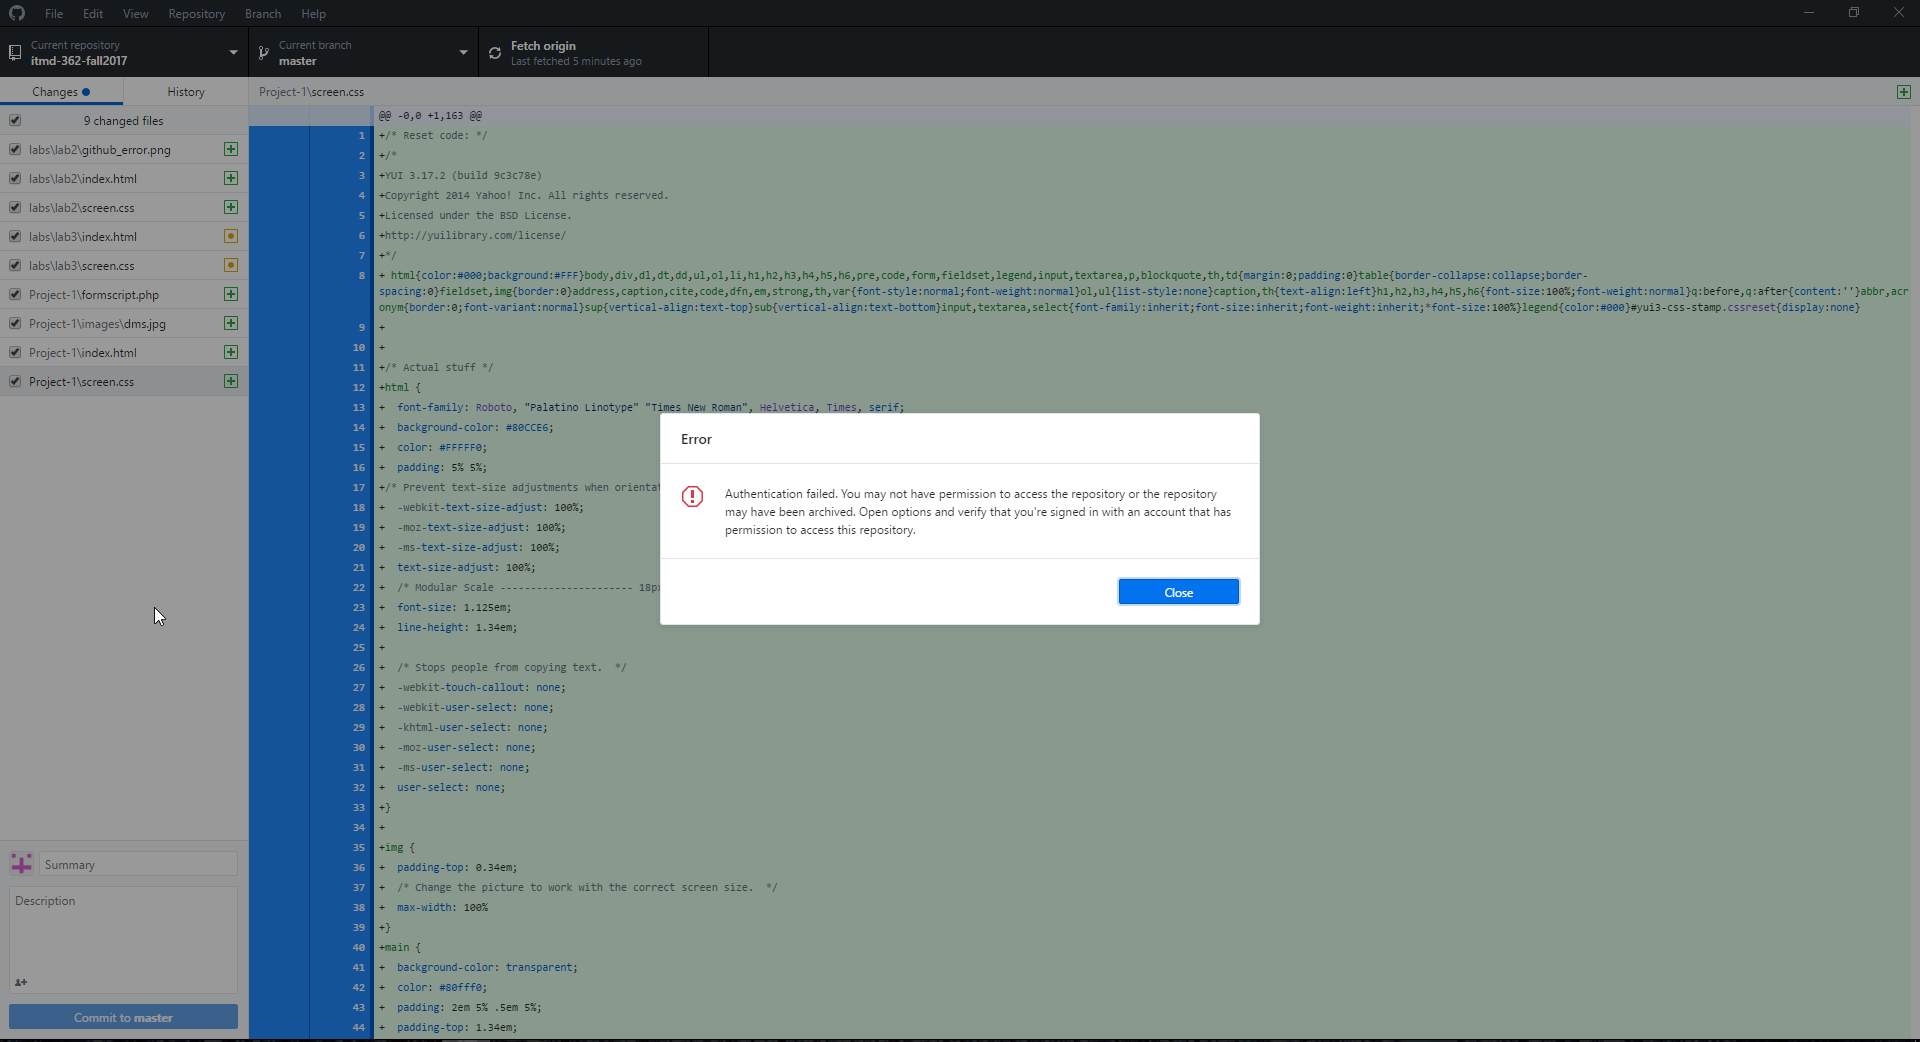 File Edit View Repository Branch Help
Current repository
itmd-362-fall2017
Current branch
master
Fetch origin
Last fetched 5 minutes ago
Changes
History
Project-1\screen.css
9 changed files
labs\lab2\github_error.png
labs\lab2\index.html
labs\lab2\screen.css
labs\lab3\index.html
labs\lab3\screen.css
Project-1\formscript.php
Project-1\images\dms.jpg
Project-1\index.html
Project-1\screen.css
Summary
Description
Commit to master
@@ -0,0 +1,163 @@
1 +/* Reset code: */
2 +/*
3 +YUI 3.17.2 (build 9c3c78e)
4 +Copyright 2014 Yahoo! Inc. All rights reserved.
5 +Licensed under the BSD License.
6 +http://yuilibrary.com/license/
7 +*/
8 + html{color:#000;background:#FFF}body,div,dl,dt,dd,ul,ol,li,h1,h2,h3,h4,h5,h6,pre,code,form,fieldset,legend,input,textarea,p,blockquote,th,td{margin:0;padding:0}table{border-collapse:collapse;border-
spacing:0}fieldset,img{border:0}address,caption,cite,code,dfn,em,strong,th,var{font-style:normal;font-weight:normal}ol,ul{list-style:none}caption,th{text-align:left}h1,h2,h3,h4,h5,h6{font-size:100%;font-weight:normal}q:before,q:after{content:''}abbr,acr
onym{border:0;font-variant:normal}sup{vertical-align:text-top}sub{vertical-align:text-bottom}input,textarea,select{font-family:inherit;font-size:inherit;font-weight:inherit;*font-size:100%}legend{color:#000}#yui3-css-stamp.cssreset{display:none}
9 +
10 +
11 +/* Actual stuff */
12 +html {
13 + font-family: Roboto, "Palatino Linotype" "Times New Roman", Helvetica, Times, serif;
14 + background-color: #80CCE6;
15 + color: #FFFFF0;
16 + padding: 5% 5%;
17 +/* Prevent text-size adjustments when orientat
18 + -webkit-text-size-adjust: 100%;
19 + -moz-text-size-adjust: 100%;
20 + -ms-text-size-adjust: 100%;
21 + text-size-adjust: 100%;
22 + /* Modular Scale ---------------------- 18px
23 + font-size: 1.125em;
24 + line-height: 1.34em;
25 +
26 + /* Stops people from copying text. */
27 + -webkit-touch-callout: none;
28 + -webkit-user-select: none;
29 + -khtml-user-select: none;
30 + -moz-user-select: none;
31 + -ms-user-select: none;
32 + user-select: none;
33 +}
34 +
35 +img {
36 + padding-top: 0.34em;
37 + /* Change the picture to work with the correct screen size. */
38 + max-width: 100%
39 +}
40 +main {
41 + background-color: transparent;
42 + color: #80fff0;
43 + padding: 2em 5% .5em 5%;
44 + padding-top: 1.34em;
Error
Authentication failed. You may not have permission to access the repository or the repository
may have been archived. Open options and verify that you're signed in with an account that has
permission to access this repository.
Close